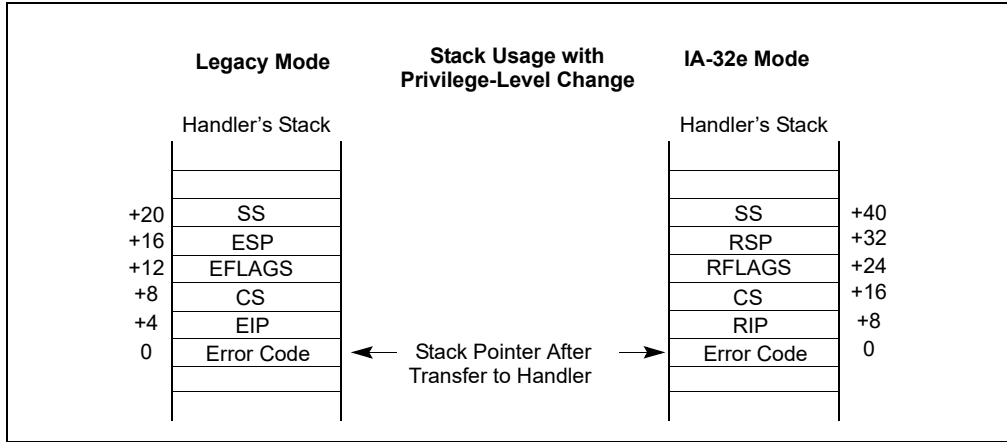 Legacy Mode
Stack Usage with
Privilege-Level Change
IA-32e Mode
Handler’s Stack
Handler’s Stack
+20 SS SS +40
+16 ESP RSP +32
+12 EFLAGS RFLAGS +24
+8 CS CS +16
+4 EIP RIP +8
0 Error Code Stack Pointer After Error Code 0
Transfer to Handler